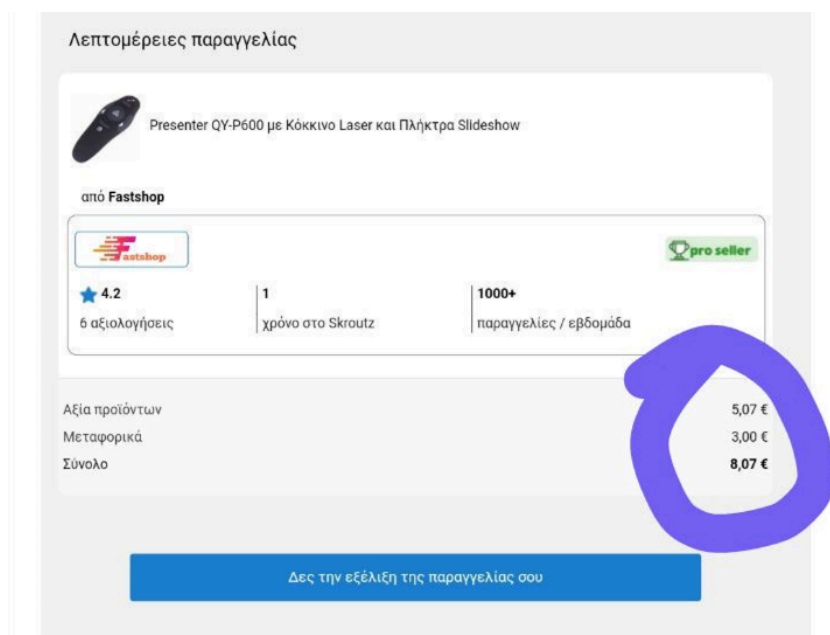 Λεπτομέρειες παραγγελίας
Presenter QY-P600 με Κόκκινο Laser και Πλήκτρα Slideshow
από Fastshop
Fastshop
pro seller
4.2
1
1000+
6 αξιολογήσεις
χρόνο στο Skroutz
παραγγελίες / εβδομάδα
Αξία προϊόντων 5,07 €
Μεταφορικά 3,00 €
Σύνολο 8,07 €
Δες την εξέλιξη της παραγγελίας σου